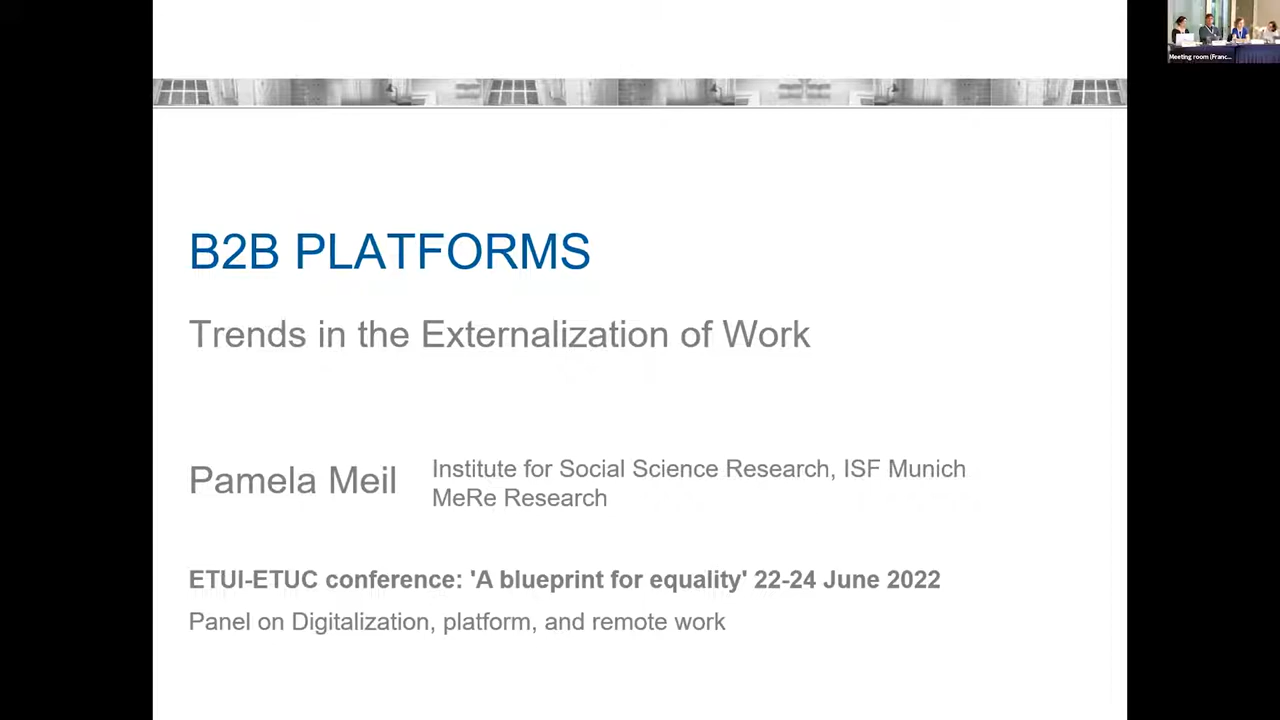 Meeting room (Franc...
B2B PLATFORMS
Trends in the Externalization of Work
Pamela Meil
Institute for Social Science Research, ISF Munich
MeRe Research
ETUI-ETUC conference: 'A blueprint for equality' 22-24 June 2022
Panel on Digitalization, platform, and remote work